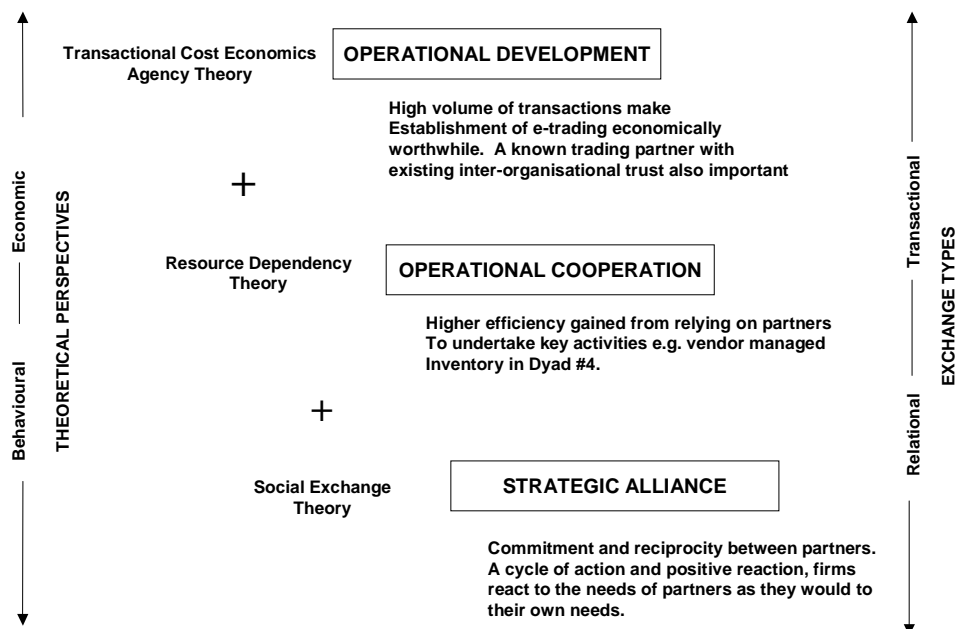 Transactional Cost Economics
Agency Theory
OPERATIONAL DEVELOPMENT
High volume of transactions make
Establishment of e-trading economically
worthwhile. A known trading partner with
existing inter-organisational trust also important
+
Resource Dependency
Theory
OPERATIONAL COOPERATION
Higher efficiency gained from relying on partners
To undertake key activities e.g. vendor managed
Inventory in Dyad #4.
+
Social Exchange
Theory
STRATEGIC ALLIANCE
Commitment and reciprocity between partners.
A cycle of action and positive reaction, firms
react to the needs of partners as they would to
their own needs.
Economic
Behavioural
THEORETICAL PERSPECTIVES
Transactional
Relational
EXCHANGE TYPES